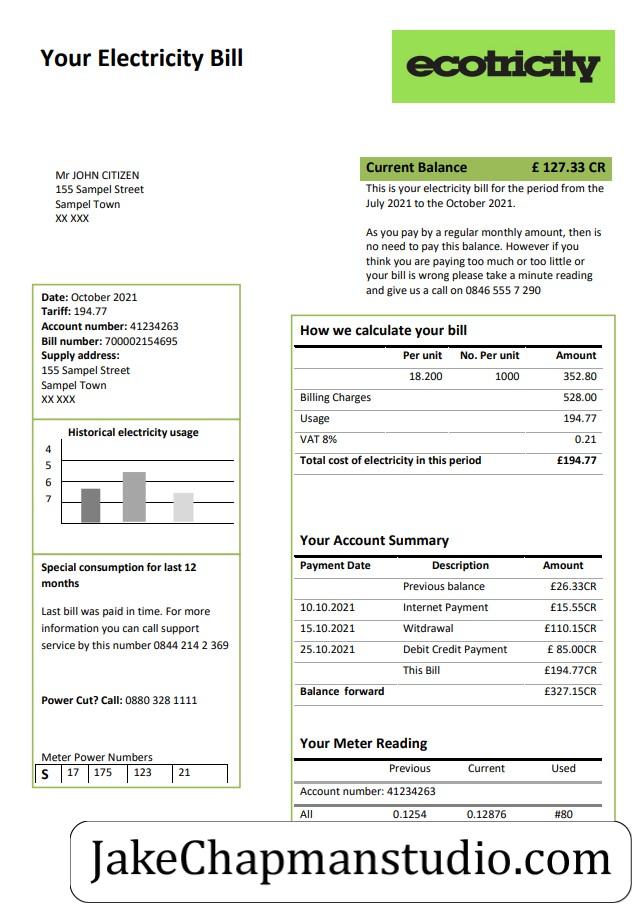 Your Electricity Bill
ecotricity
Mr JOHN CITIZEN
155 Sampel Street
Sampel Town
XX XXX
Current Balance £ 127.33 CR
This is your electricity bill for the period from the
July 2021 to the October 2021.
As you pay by a regular monthly amount, then is
no need to pay this balance. However if you
think you are paying too much or too little or
your bill is wrong please take a minute reading
and give us a call on 0846 555 7 290
Date: October 2021
Tariff: 194.77
Account number: 41234263
Bill number: 700002154695
Supply address:
155 Sampel Street
Sampel Town
XX XXX
Historical electricity usage
4
5
6
7
Special consumption for last 12
months
Last bill was paid in time. For more
information you can call support
service by this number 0844 214 2 369
Power Cut? Call: 0880 328 1111
Meter Power Numbers
S 17 175 123 21
How we calculate your bill
Per unit No. Per unit Amount
18.200 1000 352.80
Billing Charges 528.00
Usage 194.77
VAT 8% 0.21
Total cost of electricity in this period £194.77
Your Account Summary
Payment Date Description Amount
Previous balance £26.33CR
10.10.2021 Internet Payment £15.55CR
15.10.2021 Witdrawal £110.15CR
25.10.2021 Debit Credit Payment £ 85.00CR
This Bill £194.77CR
Balance forward £327.15CR
Your Meter Reading
Previous Current Used
Account number: 41234263
All 0.1254 0.12876 #80
JakeChapmanstudio.com